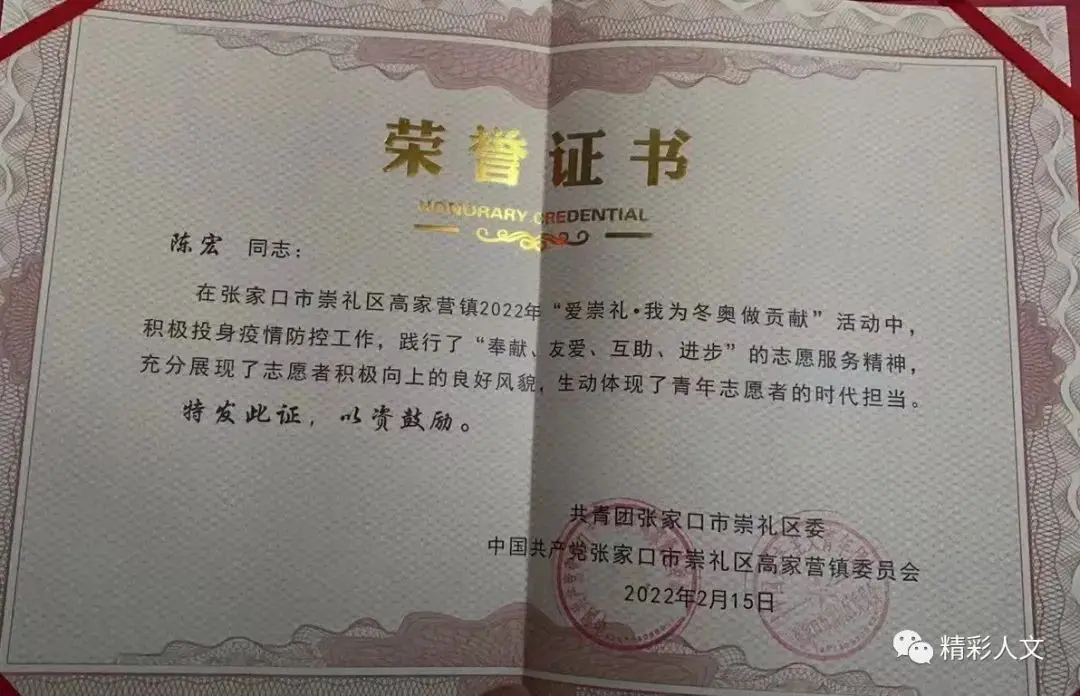 荣誉证书
HONORARY CREDENTIAL
陈宏 同志：
在张家口市崇礼区高家营镇2022年“爱崇礼•我为冬奥做贡献”活动中，
积极投身疫情防控工作，践行了“奉献、友爱、互助、进步”的志愿服务精神，
充分展现了志愿者积极向上的良好风貌，生动体现了青年志愿者的时代担当。
特发此证，以资鼓励。
共青团张家口市崇礼区委
中国共产党张家口市崇礼区高家营镇委员会
2022年2月15日
精彩人文